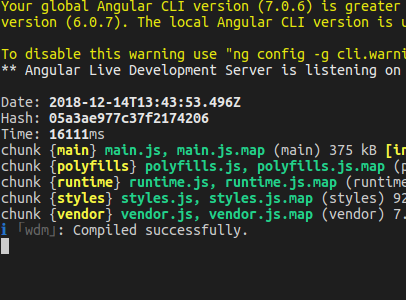 Your global Angular CLI version (7.0.6) is greater
version (6.0.7). The local Angular CLI version is u
To disable this warning use "ng config -g cli.warni
** Angular Live Development Server is listening on
Date: 2018-12-14T13:43:53.496Z
Hash: 05a3ae977c37f2174206
Time: 16111ms
chunk {main} main.js, main.js.map (main) 375 kB [in
chunk {polyfills} polyfills.js, polyfills.js.map (p
chunk {runtime} runtime.js, runtime.js.map (runtime
chunk {styles} styles.js, styles.js.map (styles) 92
chunk {vendor} vendor.js, vendor.js.map (vendor) 7.
ℹ ｢wdm｣: Compiled successfully.